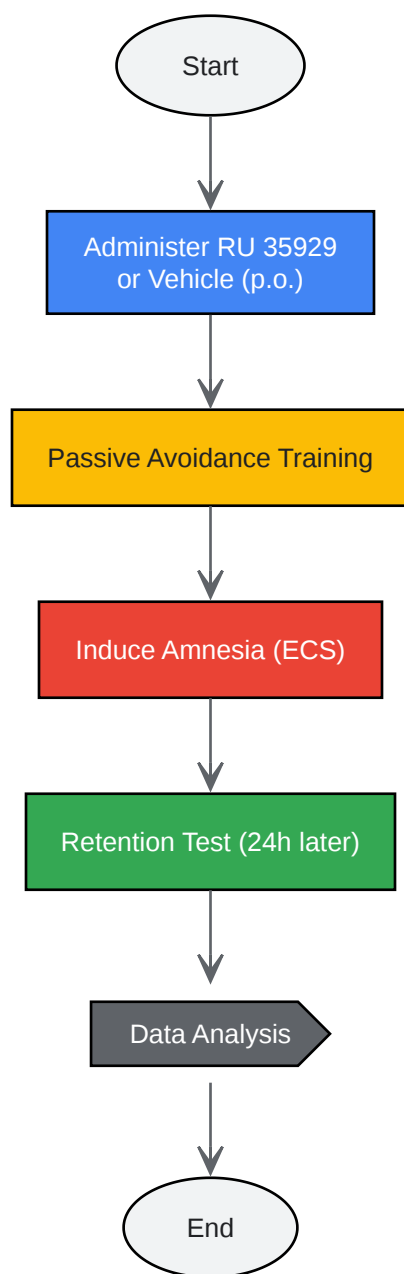 Start
Administer RU 35929
or Vehicle (p.o.)
Passive Avoidance Training
Induce Amnesia (ECS)
Retention Test (24h later)
Data Analysis
End